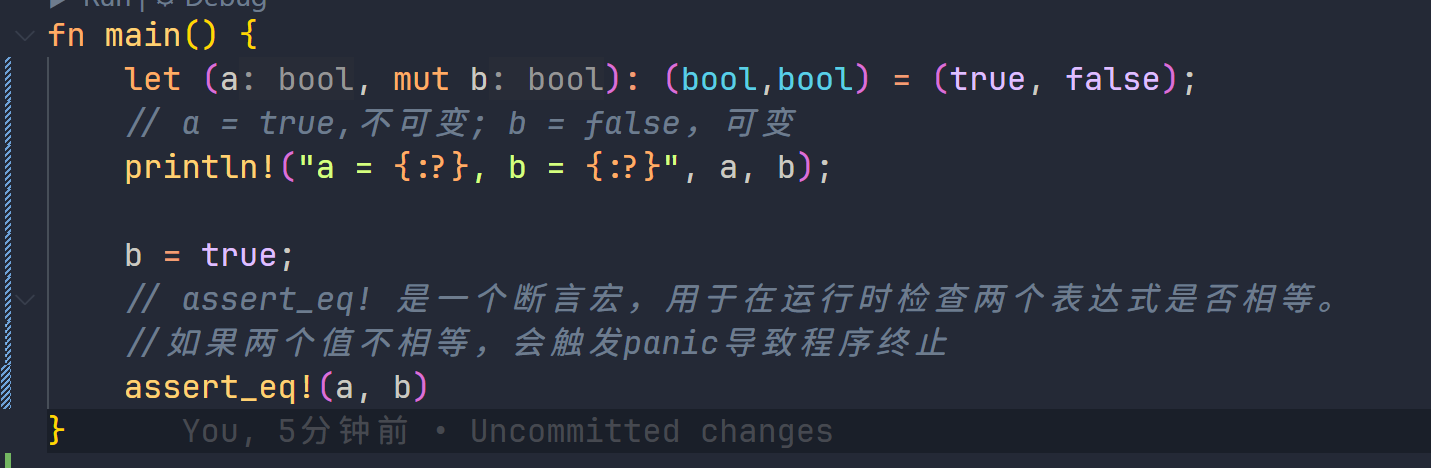 Run | Debug
fn main() {
let (a: bool, mut b: bool): (bool,bool) = (true, false);
// a = true,不可变; b = false，可变
println!("a = {:?}, b = {:?}", a, b);
b = true;
// assert_eq! 是一个断言宏，用于在运行时检查两个表达式是否相等。
//如果两个值不相等，会触发panic导致程序终止
assert_eq!(a, b)
} You, 5分钟前 • Uncommitted changes